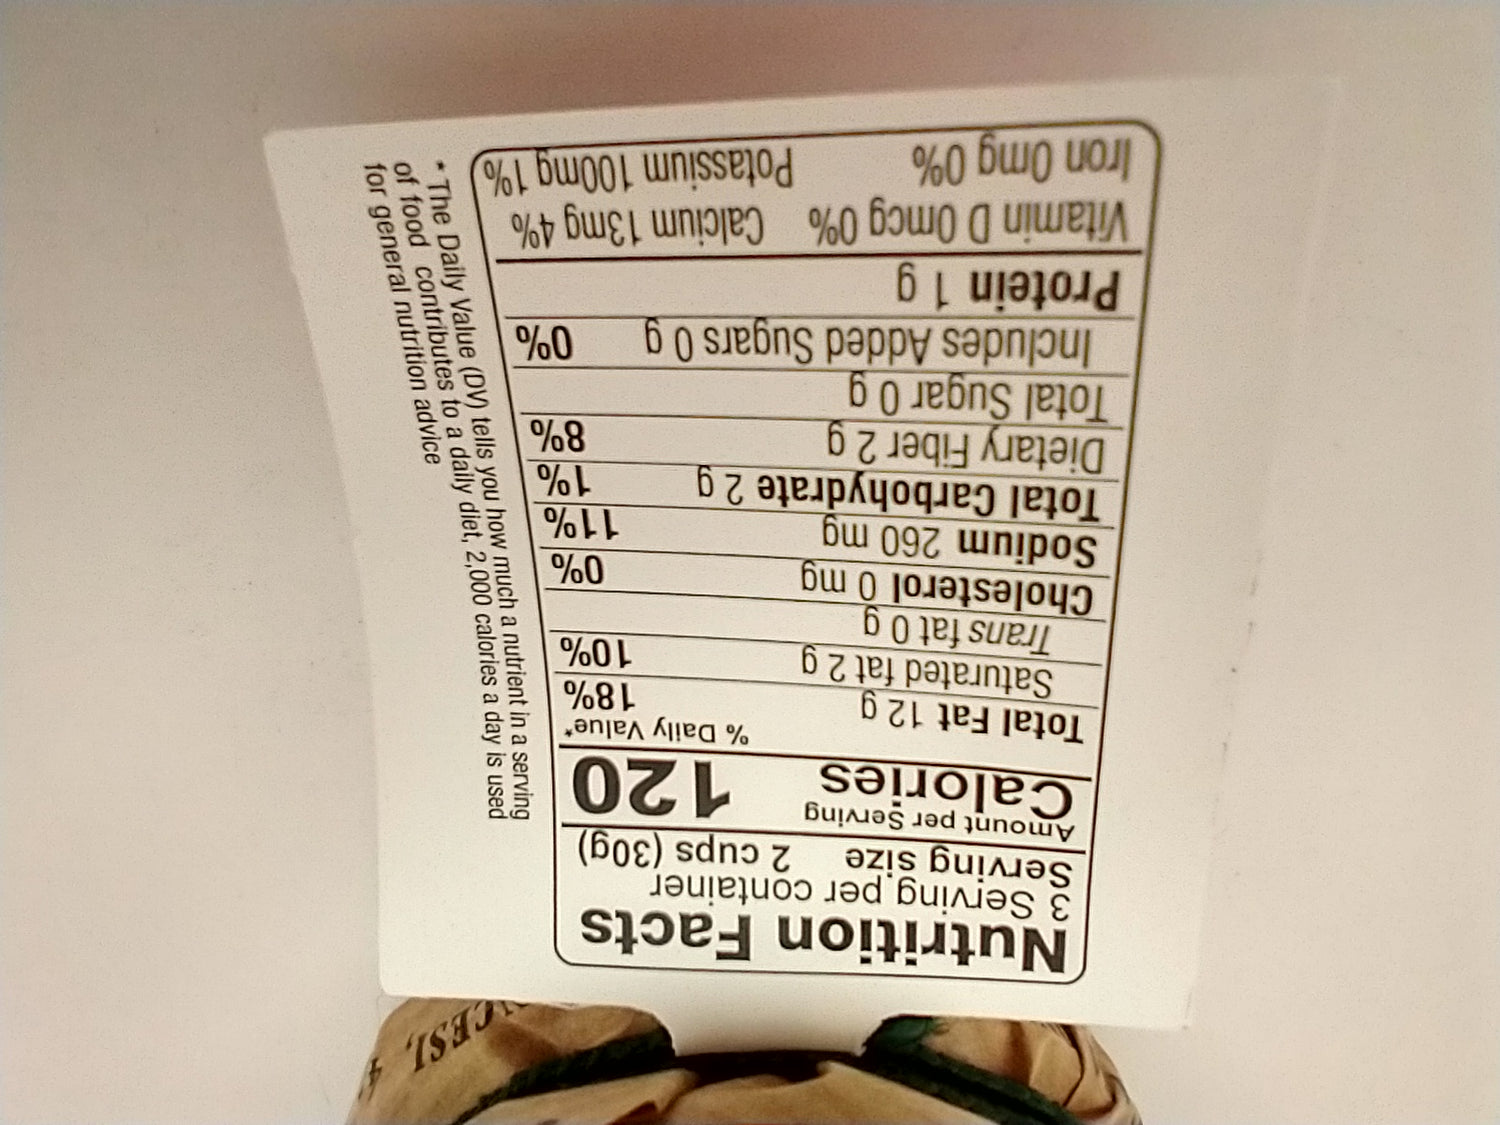 Nutrition Facts
3 Serving per container
Serving size 2 cups (30g)
Amount per Serving
Calories 120
% Daily Value*
Total Fat 12 g 18%
Saturated fat 2 g 10%
Trans fat 0 g
Cholesterol 0 mg 0%
Sodium 260 mg 11%
Total Carbohydrate 2 g 1%
Dietary Fiber 2 g 8%
Total Sugar 0 g
Includes Added Sugars 0 g 0%
Protein 1 g
Vitamin D 0mcg 0% Calcium 13mg 4%
Iron 0mg 0% Potassium 100mg 1%
* The Daily Value (DV) tells you how much a nutrient in a serving
of food contributes to a daily diet, 2,000 calories a day is used
for general nutrition advice